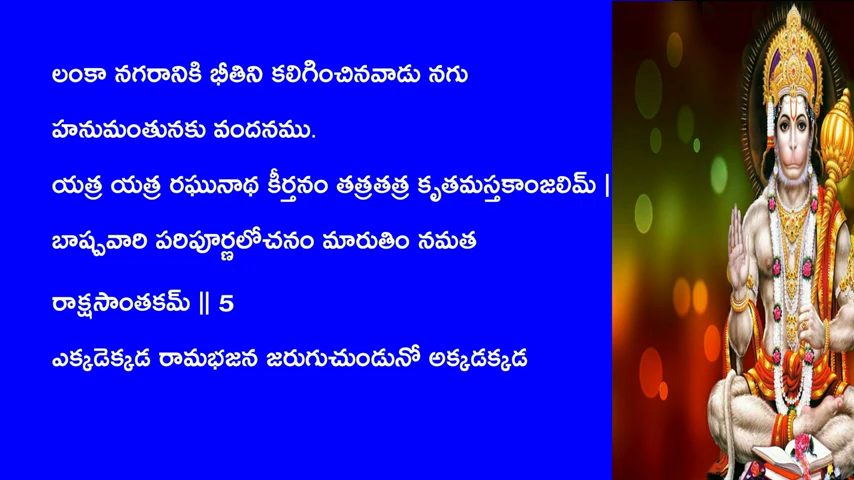 లంకా నగరానికి భీతిని కలిగించినవాడు నగు
హనుమంతునకు వందనము.
యత్ర యత్ర రఘునాథ కీర్తనం తత్రతత్ర కృతమస్తకాంజలిమ్ |
బాష్పవారి పరిపూర్ణలోచనం మారుతిం నమత
రాక్షసాంతకమ్ || 5
ఎక్కడెక్కడ రామభజన జరుగుచుండునో అక్కడక్కడ